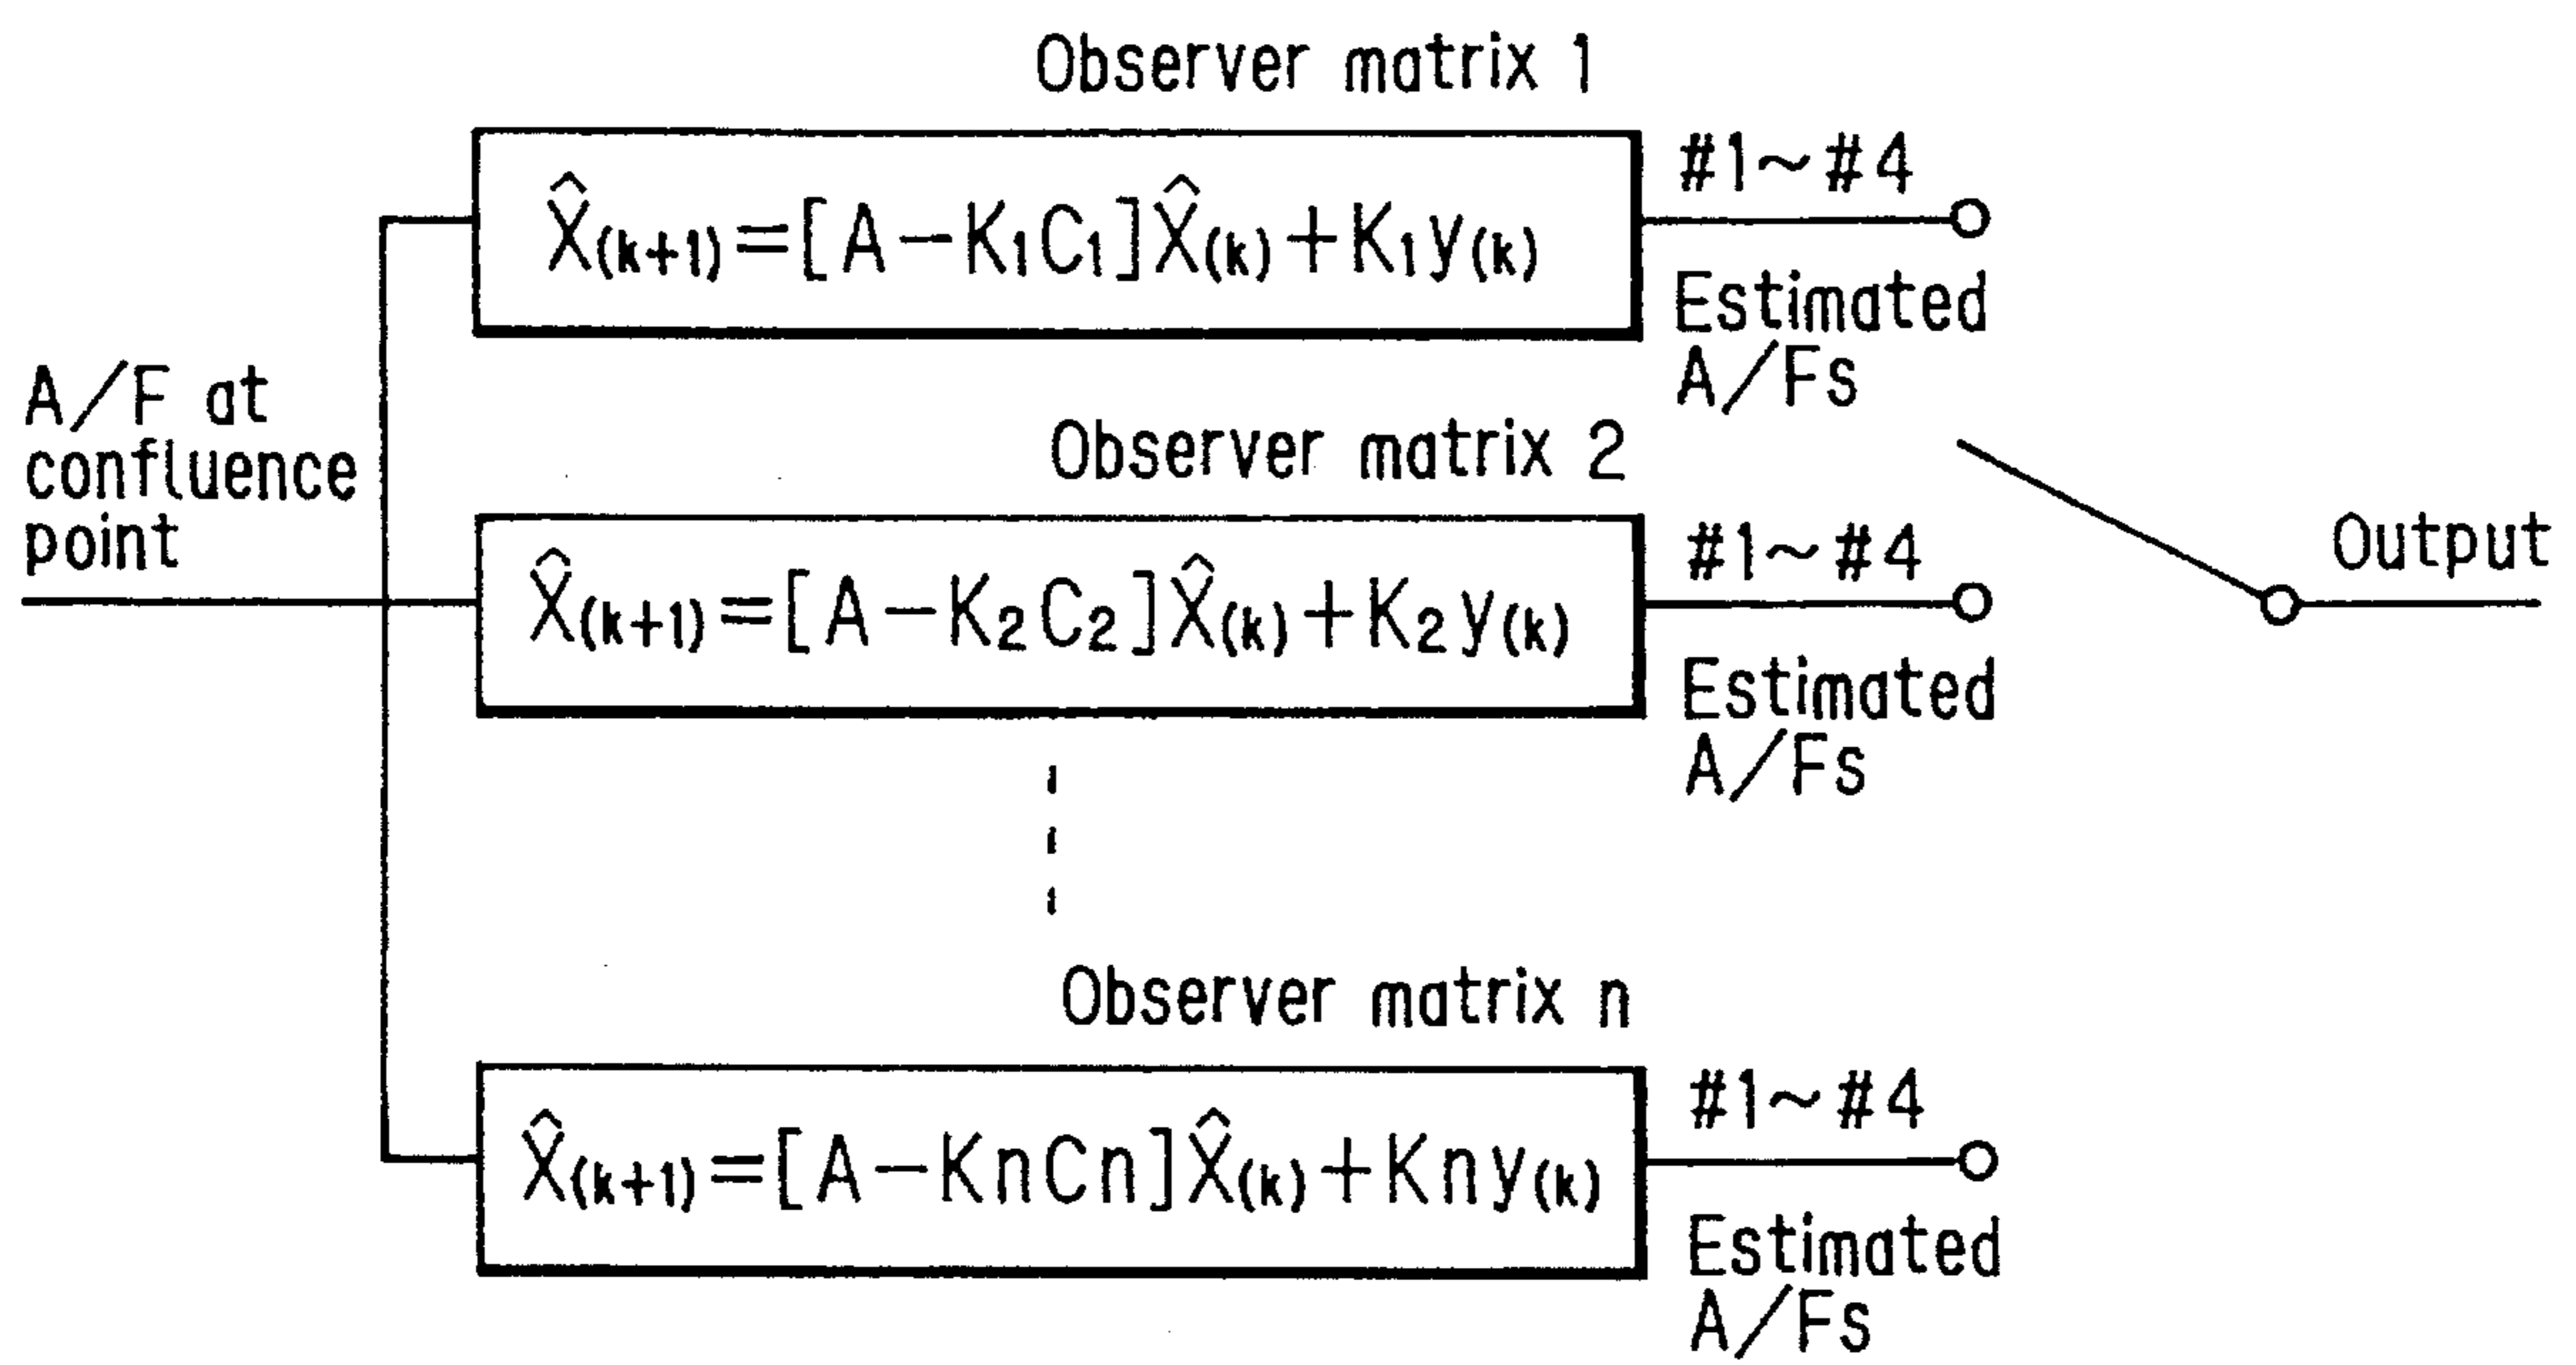 Observer matrix 1
X̂(k+1)=[A-K1C1]X̂(k)+K1y(k)
#1~#4
Estimated
A/Fs
A/F at
confluence
point
Observer matrix 2
X̂(k+1)=[A-K2C2]X̂(k)+K2y(k)
#1~#4
Estimated
A/Fs
Output
Observer matrix n
X̂(k+1)=[A-KnCn]X̂(k)+Kny(k)
#1~#4
Estimated
A/Fs